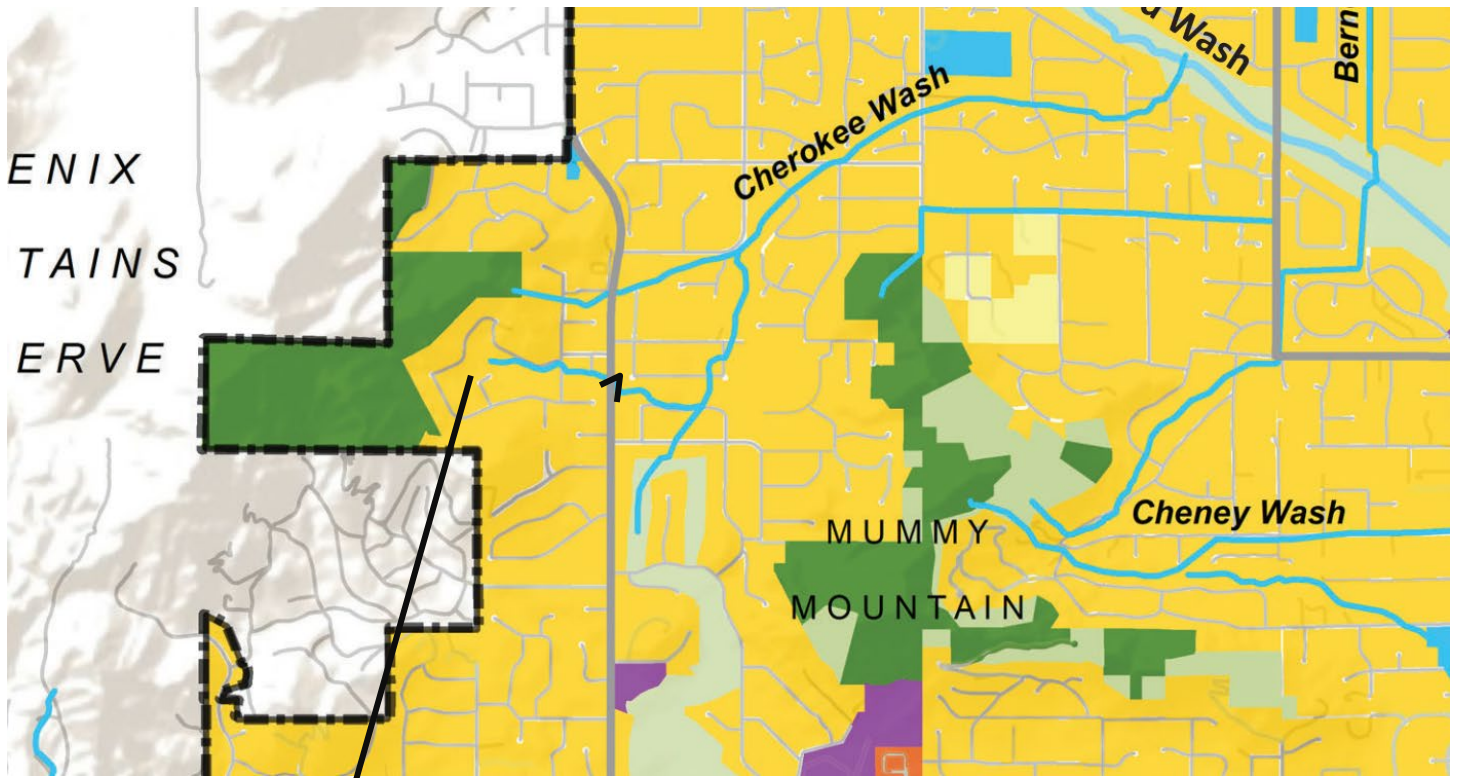 ENIX
TAINS
ERVE
Cherokee Wash
Wash
Bern
MUMMY
MOUNTAIN
Cheney Wash